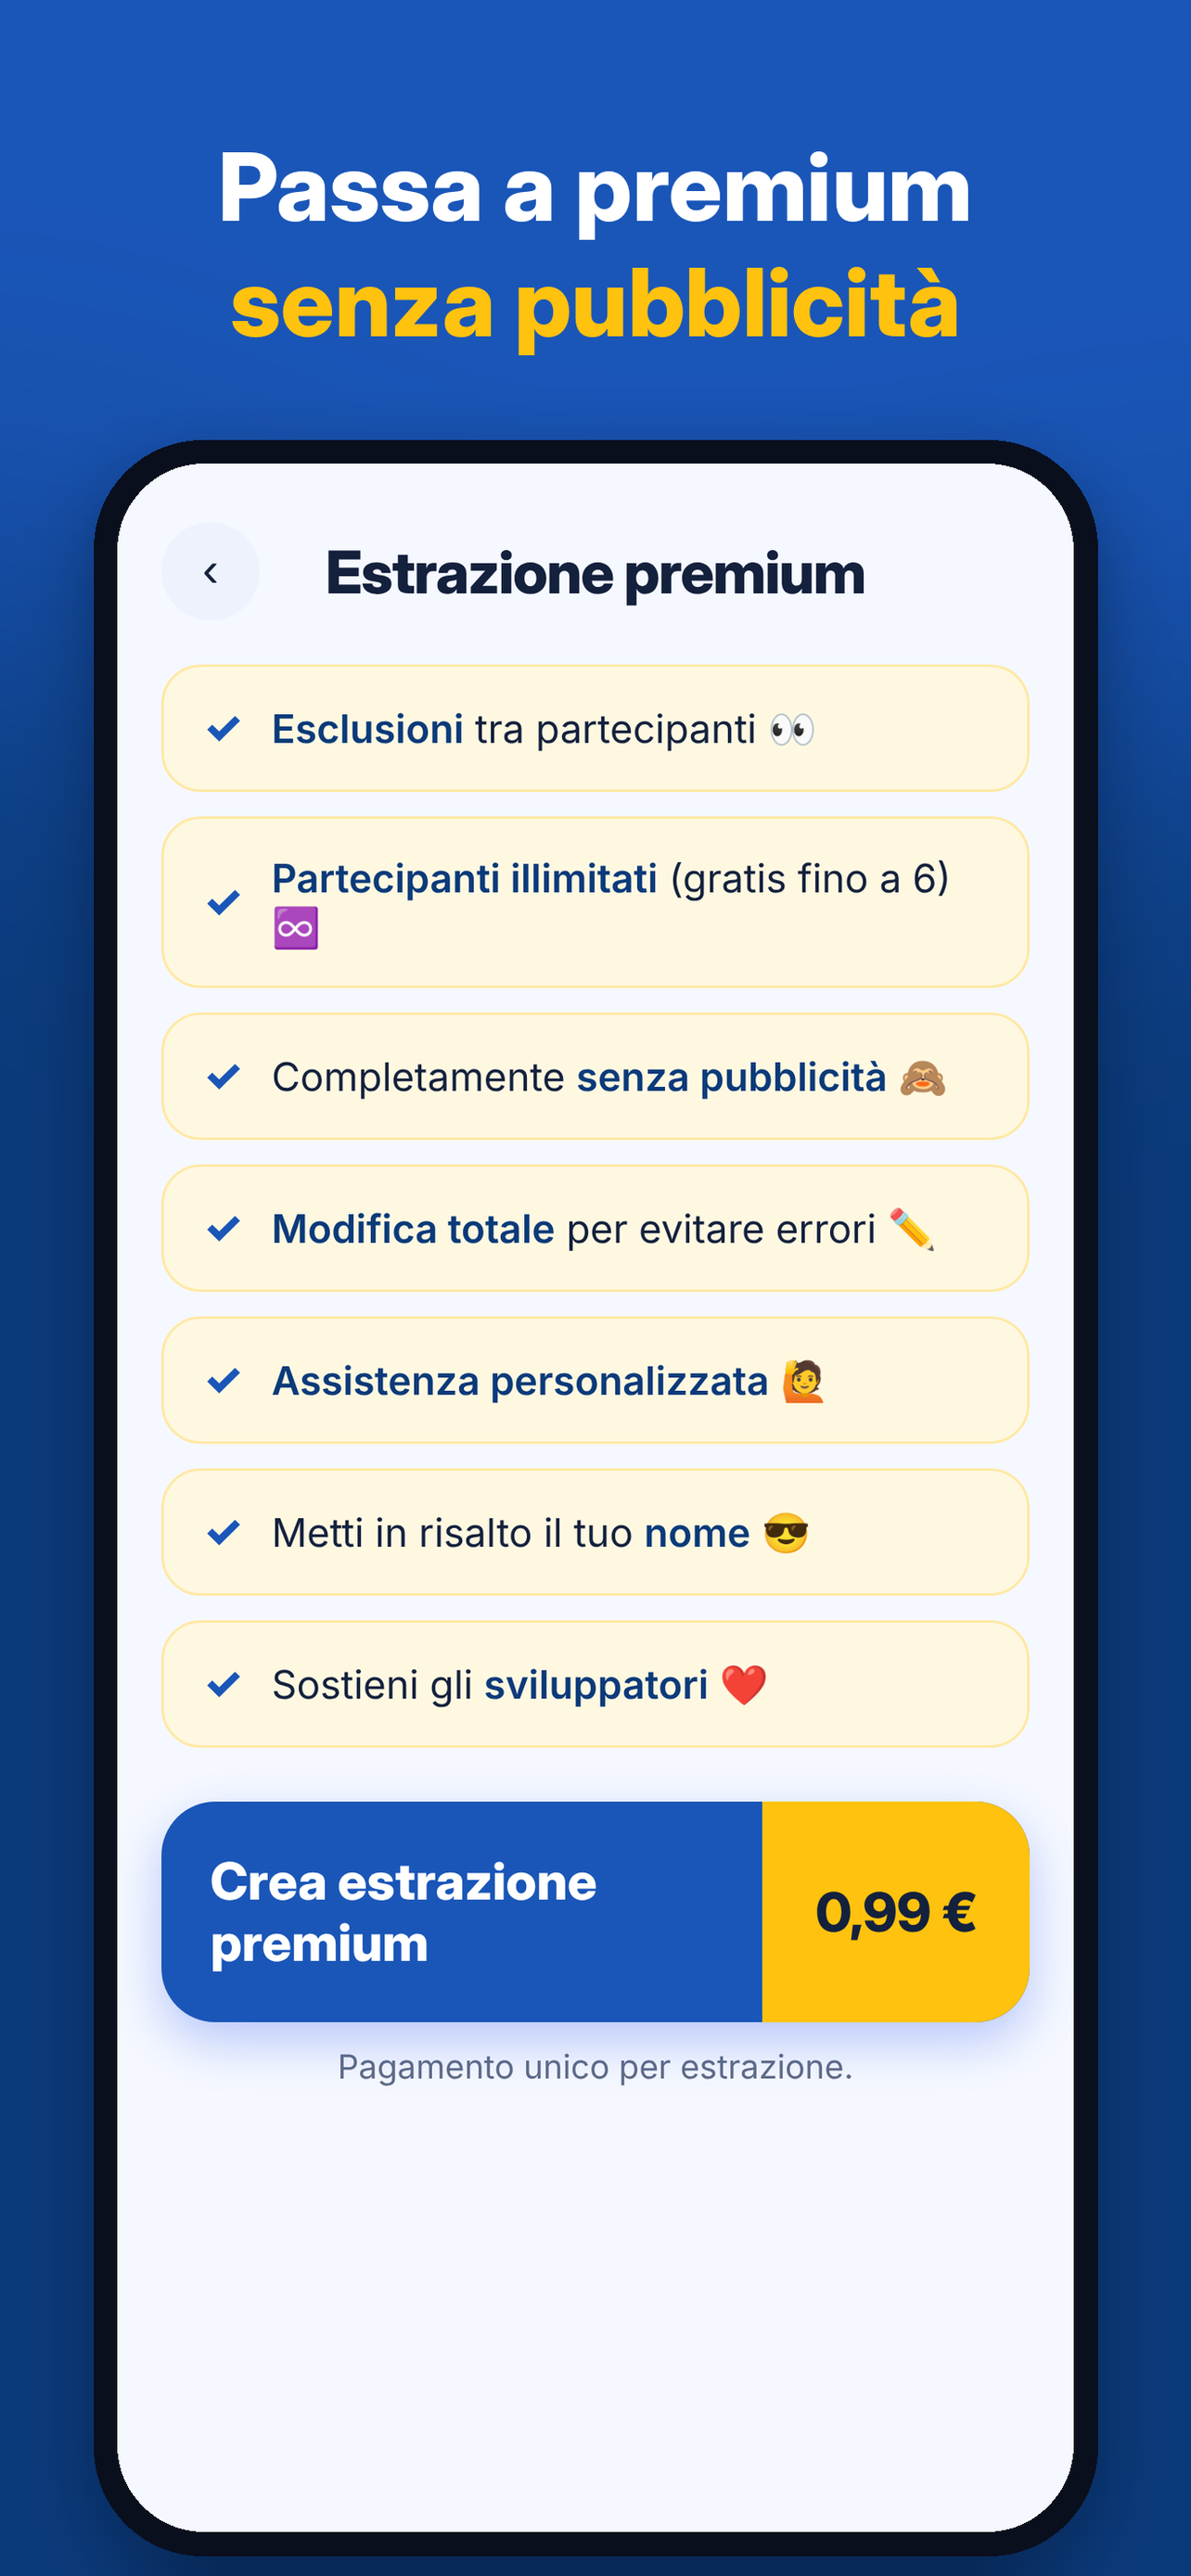 Passa a premium
senza pubblicità
‹
Estrazione premium
Esclusioni tra partecipanti 👀
Partecipanti illimitati (gratis fino a 6)
♾️
Completamente senza pubblicità 🙈
Modifica totale per evitare errori ✏️
Assistenza personalizzata 🙋
Metti in risalto il tuo nome 😎
Sostieni gli sviluppatori ❤️
Crea estrazione
premium
0,99 €
Pagamento unico per estrazione.